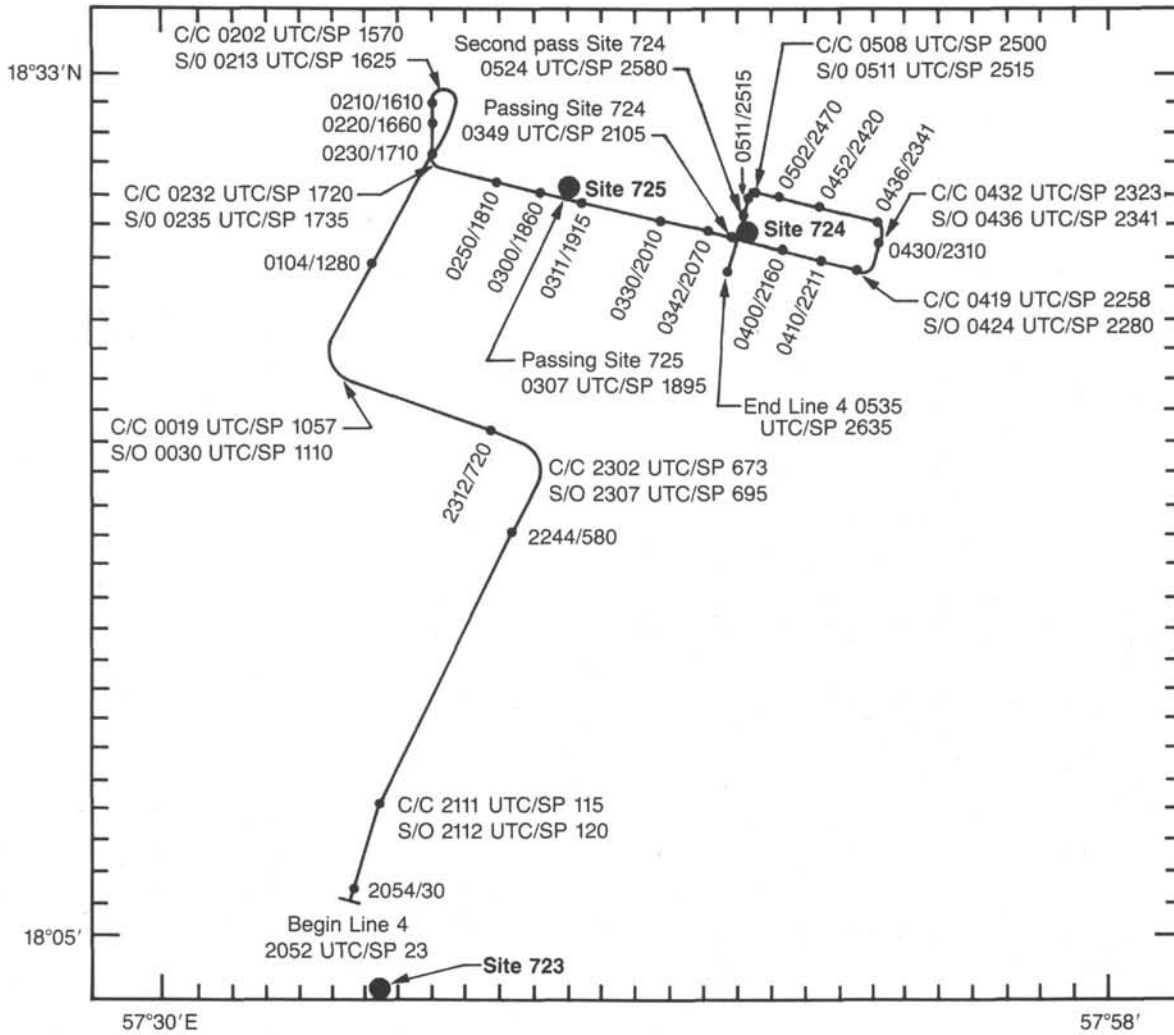 C/C 0202 UTC/SP 1570
S/0 0213 UTC/SP 1625
Second pass Site 724
0524 UTC/SP 2580
C/C 0508 UTC/SP 2500
S/0 0511 UTC/SP 2515
18°33'N
0210/1610
0220/1660
0230/1710
Passing Site 724
0349 UTC/SP 2105
0511/2515
0502/2470
0452/2420
0436/2341
C/C 0232 UTC/SP 1720
S/0 0235 UTC/SP 1735
Site 725
C/C 0432 UTC/SP 2323
S/O 0436 UTC/SP 2341
Site 724
0430/2310
0104/1280
0250/1810
0300/1860
0311/1915
0330/2010
0342/2070
0400/2160
0410/2211
C/C 0419 UTC/SP 2258
S/O 0424 UTC/SP 2280
Passing Site 725
0307 UTC/SP 1895
End Line 4 0535
UTC/SP 2635
C/C 0019 UTC/SP 1057
S/O 0030 UTC/SP 1110
2312/720
C/C 2302 UTC/SP 673
S/O 2307 UTC/SP 695
2244/580
C/C 2111 UTC/SP 115
S/O 2112 UTC/SP 120
2054/30
Begin Line 4
2052 UTC/SP 23
18°05'
Site 723
57°30'E
57°58'